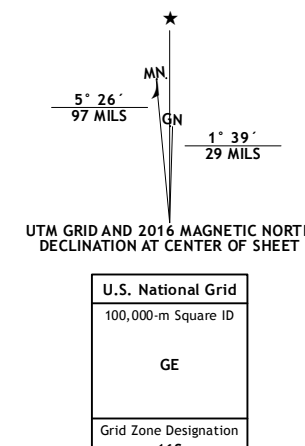 ★
MN.
GN
5° 26´
97 MILS
1° 39´
29 MILS
UTM GRID AND 2016 MAGNETIC NORT
DECLINATION AT CENTER OF SHEET
U.S. National Grid
100,000-m Square ID
GE
Grid Zone Designation